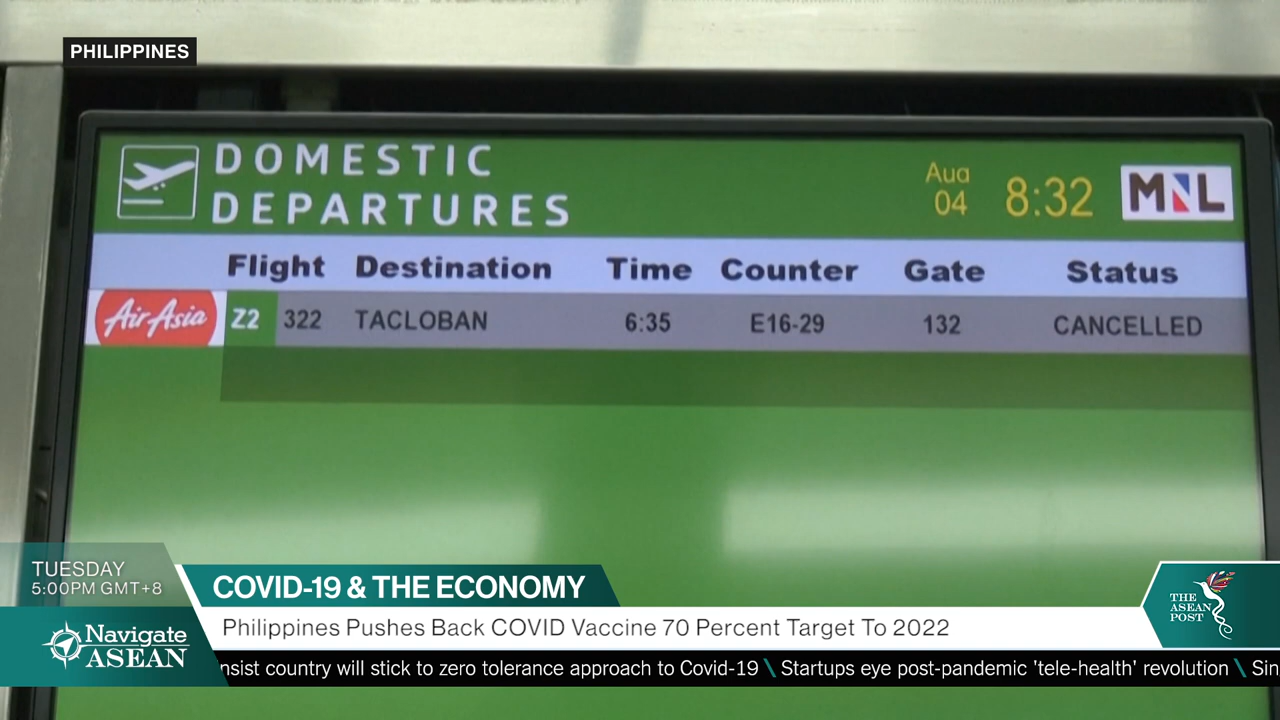 PHILIPPINES
DOMESTIC
DEPARTURES
Aug
04
8:32
MNL
Flight Destination Time Counter Gate Status
AirAsia Z2 322 TACLOBAN 6:35 E16-29 132 CANCELLED
TUESDAY
5:00PM GMT+8
COVID-19 & THE ECONOMY
Philippines Pushes Back COVID Vaccine 70 Percent Target To 2022
THE
ASEAN
POST
Navigate
ASEAN
country will stick to zero tolerance approach to Covid-19 \ Startups eye post-pandemic 'tele-health' revolution \